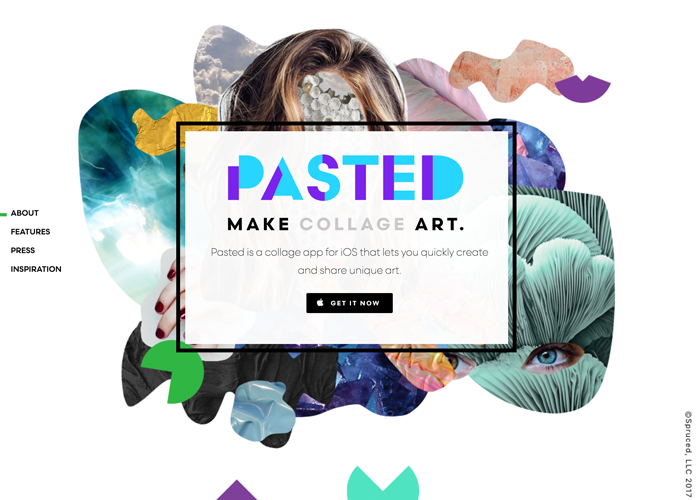 PASTED
MAKE COLLAGE ART.
ABOUT
FEATURES
PRESS
INSPIRATION
Pasted is a collage app for iOS that lets you quickly create
and share unique art.
GET IT NOW
©Spruced, LLC 2017